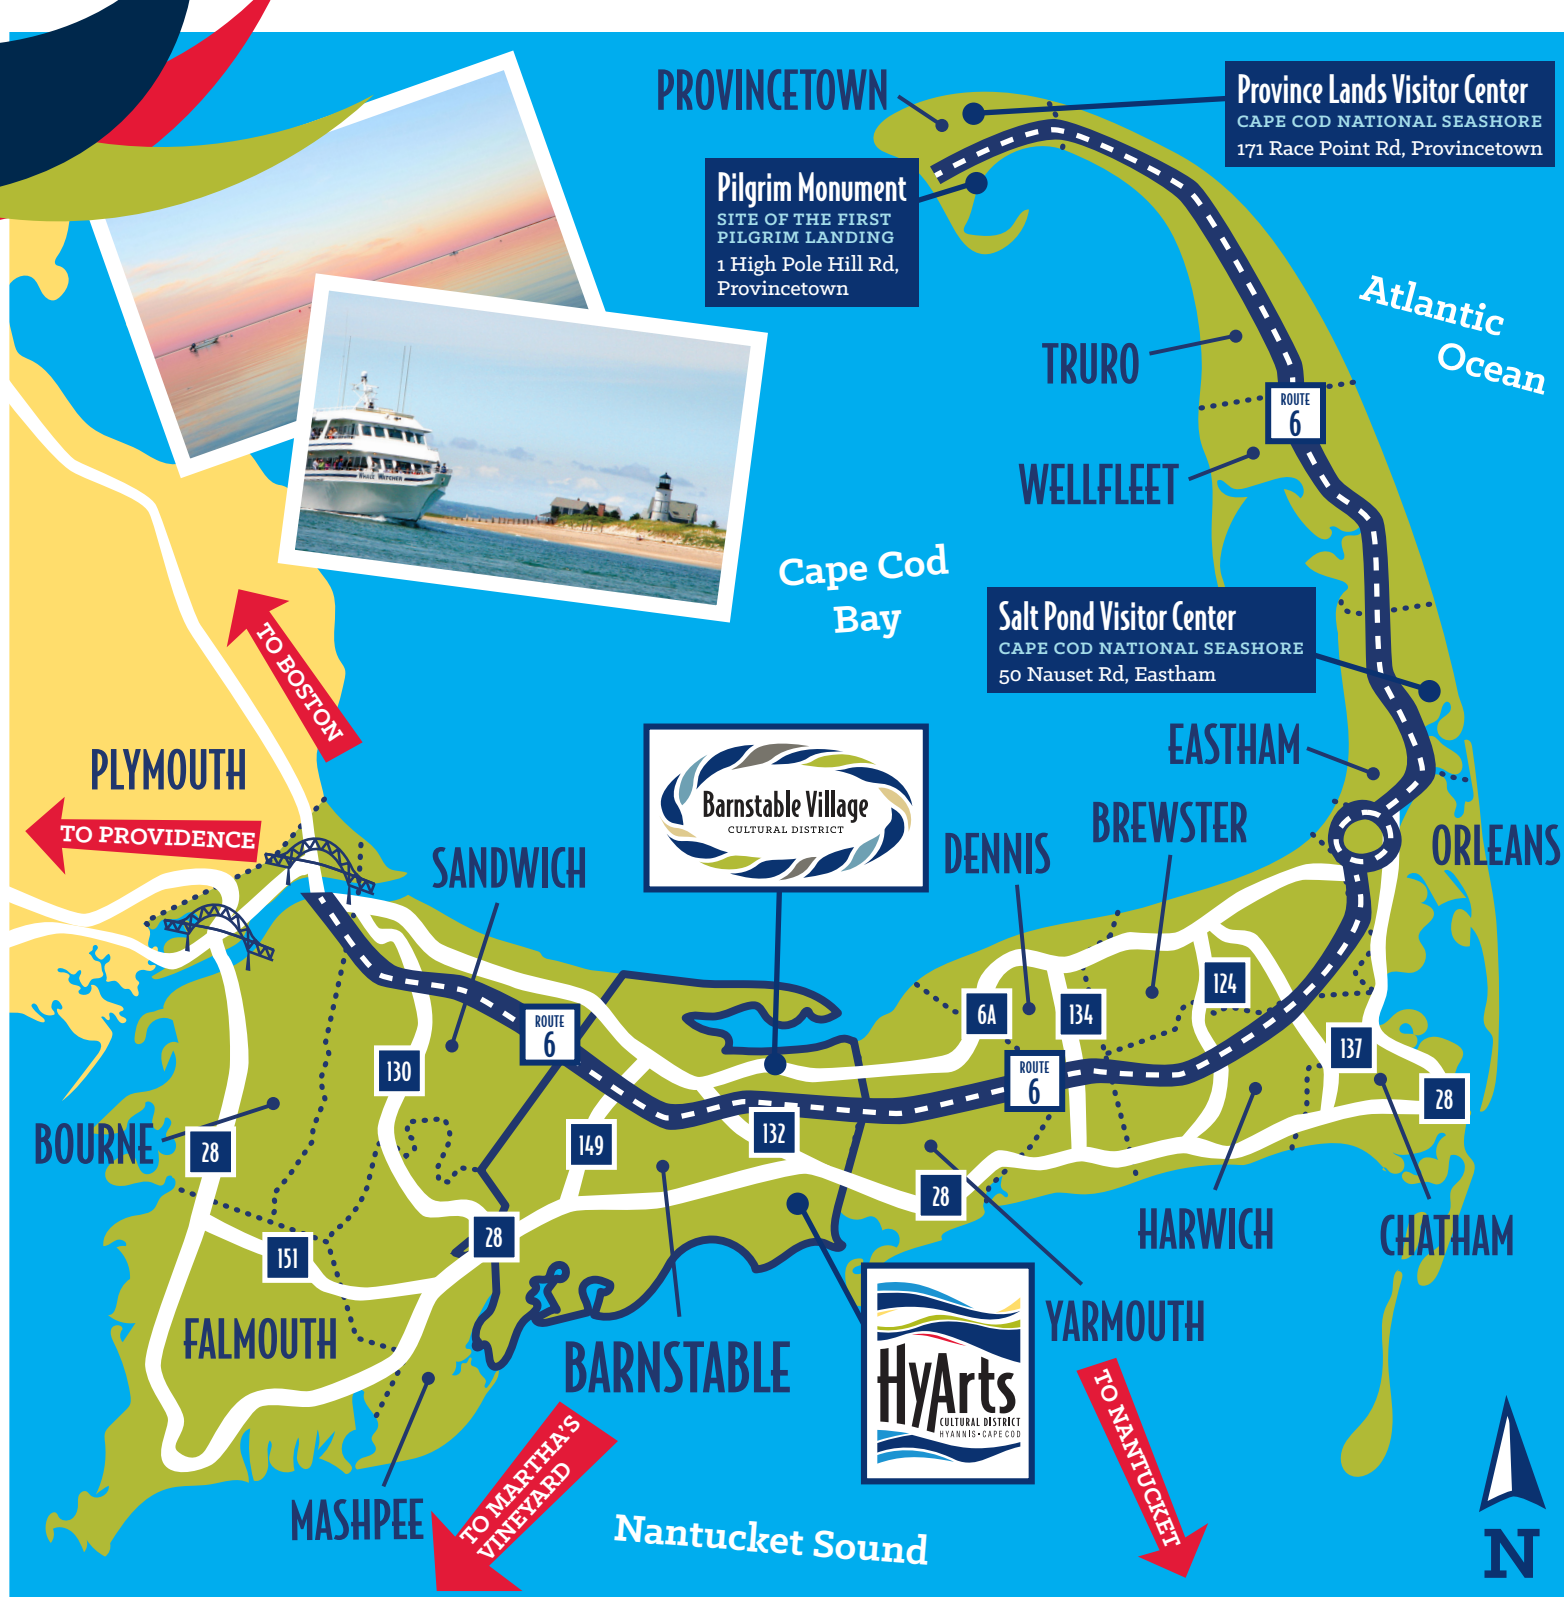 PROVINCETOWN
Province Lands Visitor Center
CAPE COD NATIONAL SEASHORE
171 Race Point Rd, Provincetown
Pilgrim Monument
SITE OF THE FIRST
PILGRIM LANDING
1 High Pole Hill Rd,
Provincetown
Atlantic
Ocean
TRURO
ROUTE
6
WELLFLEET
WHALE WATCHER
Cape Cod
Bay
Salt Pond Visitor Center
CAPE COD NATIONAL SEASHORE
50 Nauset Rd, Eastham
TO BOSTON
EASTHAM
PLYMOUTH
TO PROVIDENCE
Barnstable Village
CULTURAL DISTRICT
SANDWICH
DENNIS
BREWSTER
ORLEANS
124
6A
134
ROUTE
6
137
130
ROUTE
6
28
BOURNE
28
149
132
28
HARWICH
CHATHAM
28
151
FALMOUTH
BARNSTABLE
YARMOUTH
HyArts
CULTURAL DISTRICT
HYANNIS • CAPE COD
TO NANTUCKET
MASHPEE
TO MARTHA'S
VINEYARD
Nantucket Sound
N